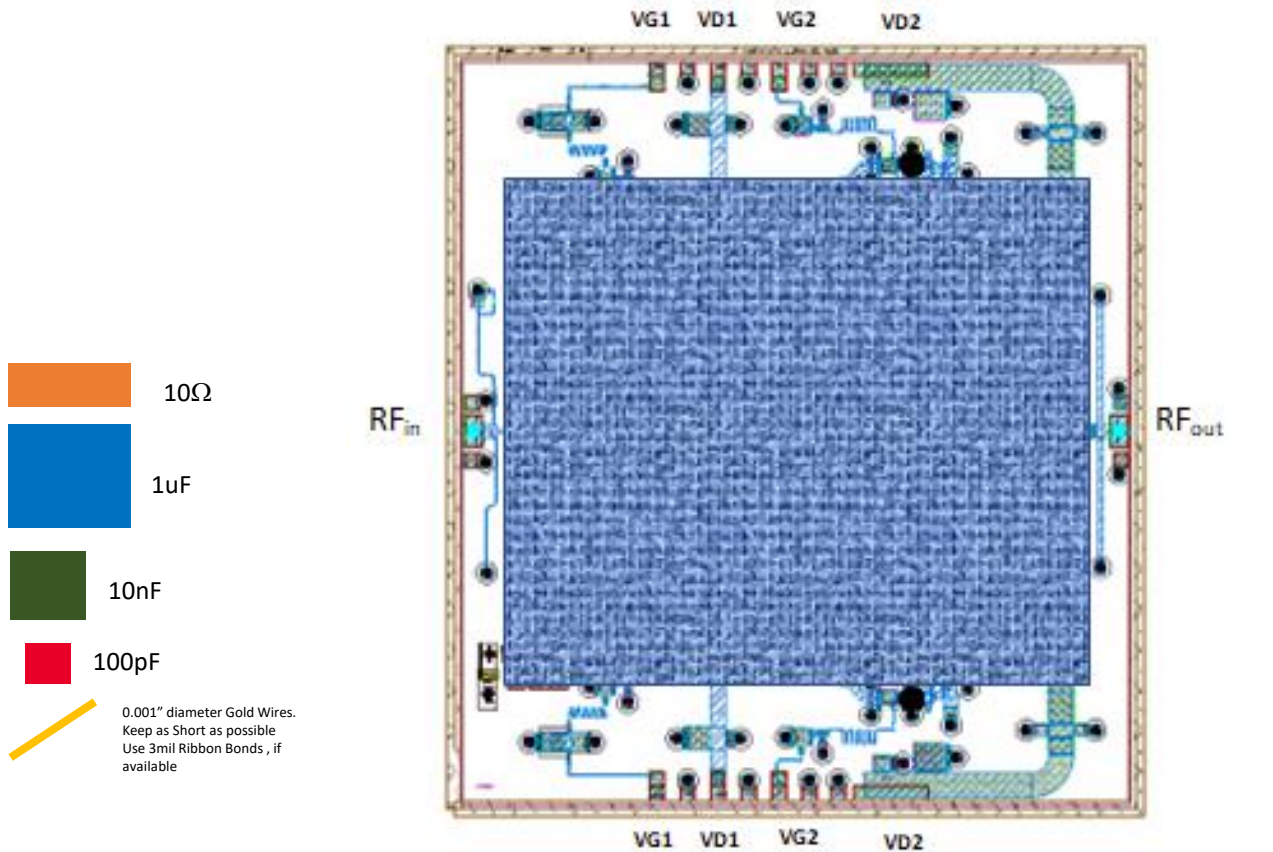 VG1 VD1 VG2 VD2
10Ω
RFin
RFout
1uF
10nF
100pF
0.001” diameter Gold Wires.
Keep as Short as possible
Use 3mil Ribbon Bonds , if
available
VG1 VD1 VG2 VD2